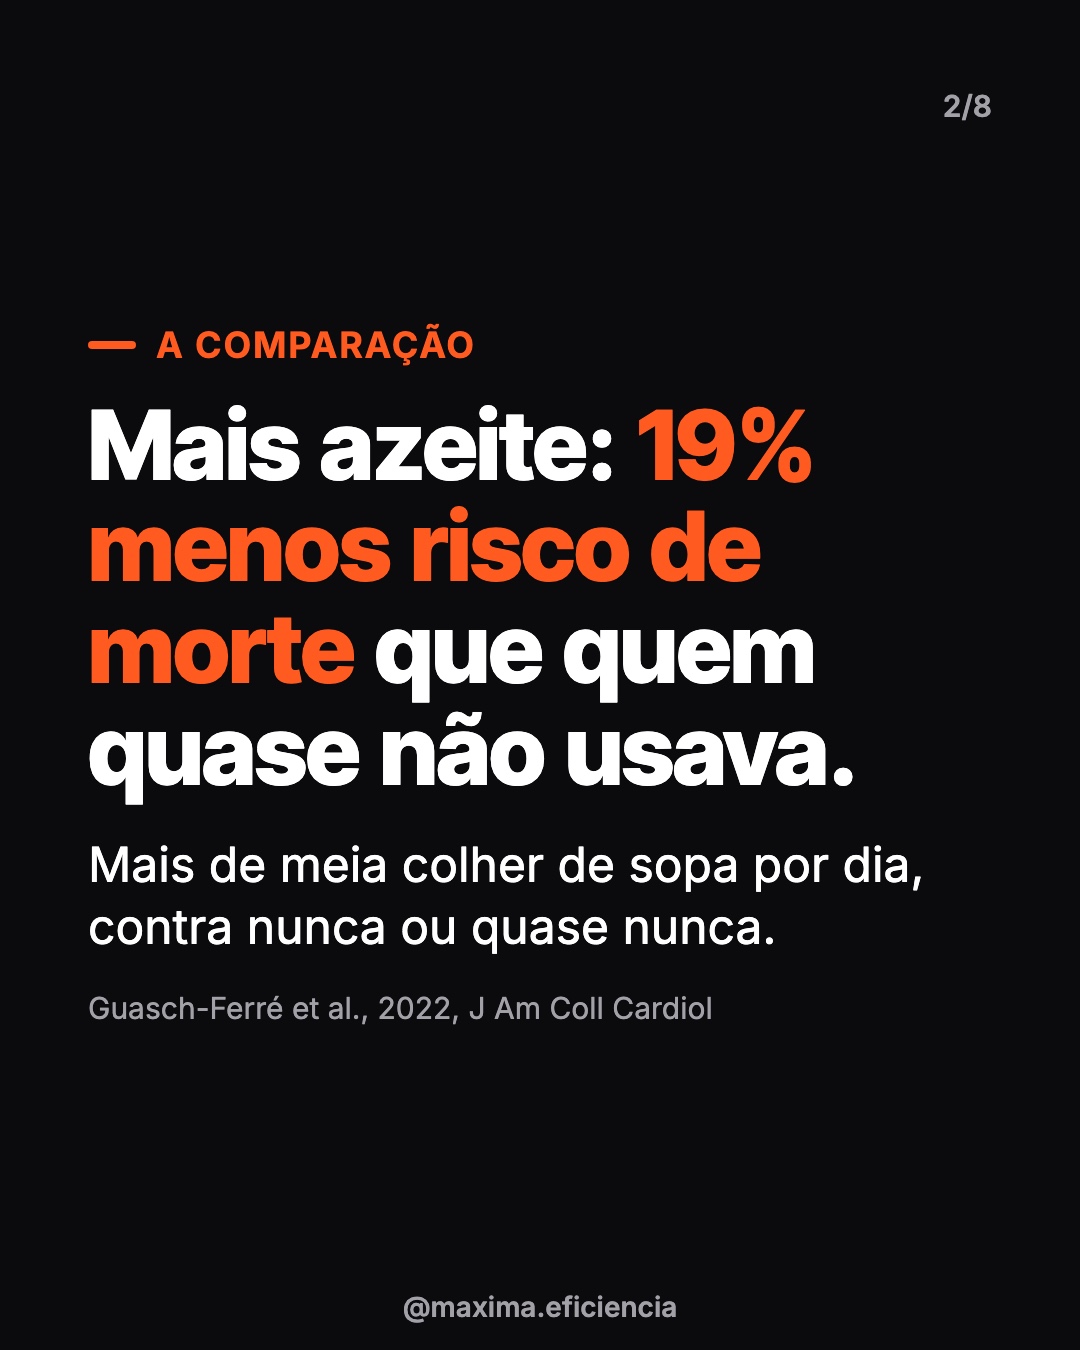 2/8
A COMPARAÇÃO
Mais azeite: 19%
menos risco de
morte que quem
quase não usava.
Mais de meia colher de sopa por dia,
contra nunca ou quase nunca.
Guasch-Ferré et al., 2022, J Am Coll Cardiol
@maxima.eficiencia